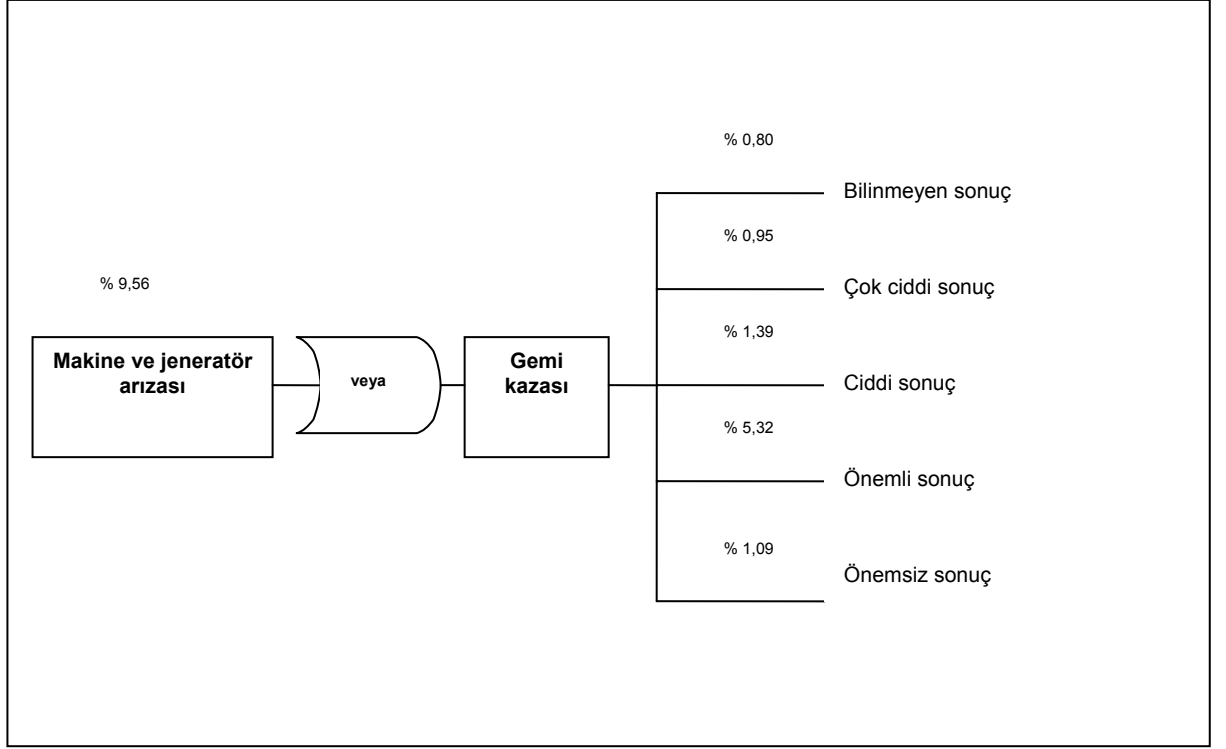 % 0,80
Bilinmeyen sonuç
% 0,95
Çok ciddi sonuç
% 9,56
% 1,39
Makine ve jeneratör
arızası
veya
Gemi
kazası
Ciddi sonuç
% 5,32
Önemli sonuç
% 1,09
Önemsiz sonuç